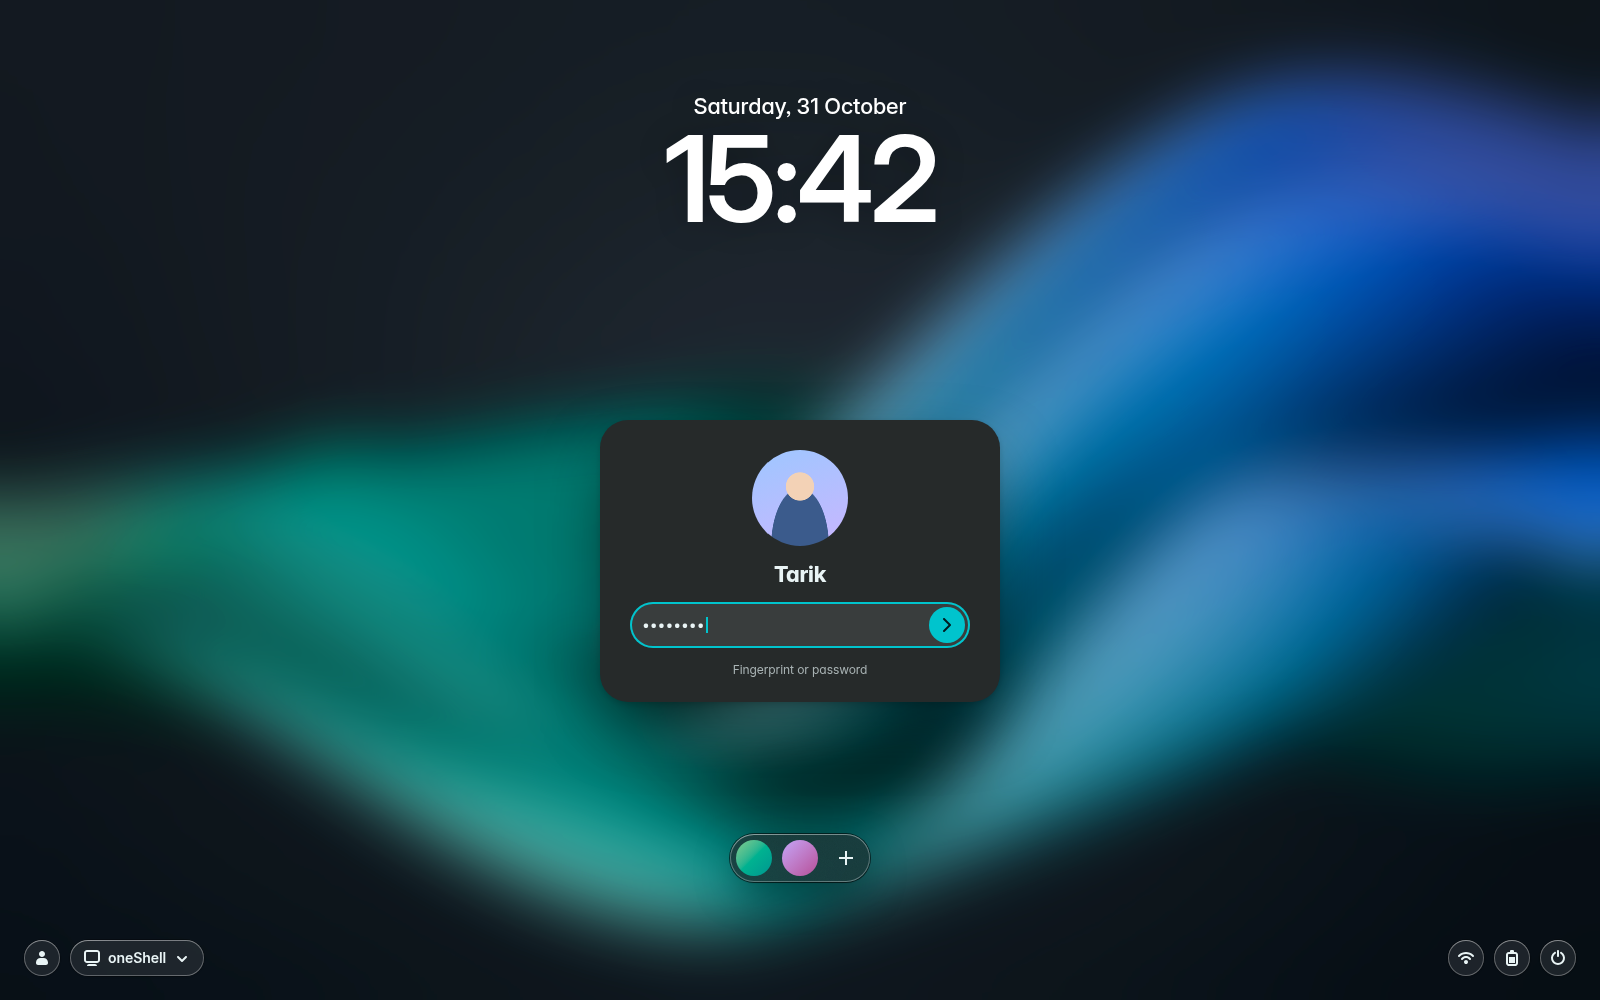 Saturday, 31 October
15:42
Tarik
••••••••
Fingerprint or password
oneShell